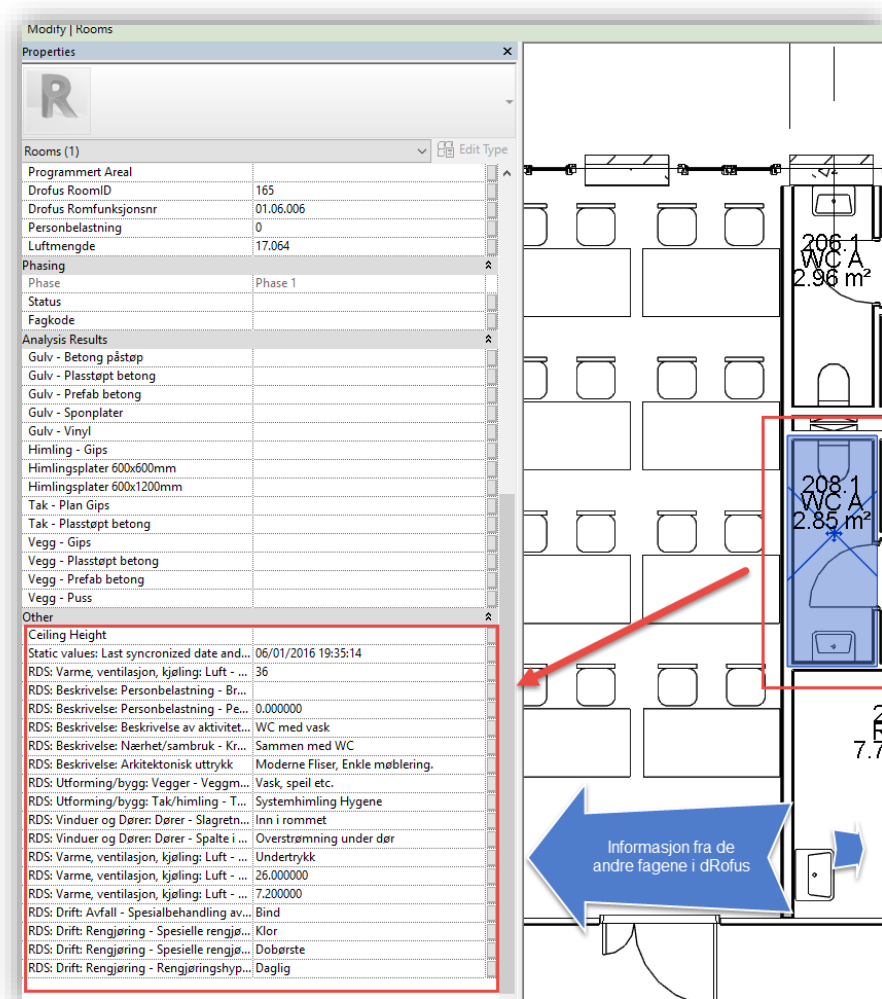 Modify | Rooms
Properties
R
Rooms (1)
Edit Type
Programmert Areal
Drofus RoomID 165
Drofus Romfunksjonsnr 01.06.006
Personbelastning 0
Luftmengde 17.064
Phasing
Phase Phase 1
Status
Fagkode
Analysis Results
Gulv - Betong påstøp
Gulv - Plasstøpt betong
Gulv - Prefab betong
Gulv - Sponplater
Gulv - Vinyl
Himling - Gips
Himlingsplater 600x600mm
Himlingsplater 600x1200mm
Tak - Plan Gips
Tak - Plasstøpt betong
Vegg - Gips
Vegg - Plasstøpt betong
Vegg - Prefab betong
Vegg - Puss
Other
Ceiling Height
Static values: Last syncronized date and... 06/01/2016 19:35:14
RDS: Varme, ventilasjon, kjøling: Luft - ... 36
RDS: Beskrivelse: Personbelastning - Br...
RDS: Beskrivelse: Personbelastning - Pe... 0.000000
RDS: Beskrivelse: Beskrivelse av aktivitet... WC med vask
RDS: Beskrivelse: Nærhet/sambruk - Kr... Sammen med WC
RDS: Beskrivelse: Arkitektonisk uttrykk Moderne Fliser, Enkle møblering.
RDS: Utforming/bygg: Vegger - Veggm... Vask, speil etc.
RDS: Utforming/bygg: Tak/himling - T... Systemhimling Hygene
RDS: Vinduer og Dører: Dører - Slagretn... Inn i rommet
RDS: Vinduer og Dører: Dører - Spalte i ... Overstrømning under dør
RDS: Varme, ventilasjon, kjøling: Luft - ... Undertrykk
RDS: Varme, ventilasjon, kjøling: Luft - ... 26.000000
RDS: Varme, ventilasjon, kjøling: Luft - ... 7.200000
RDS: Drift: Avfall - Spesialbehandling av... Bind
RDS: Drift: Rengjøring - Spesielle rengjø... Klor
RDS: Drift: Rengjøring - Spesielle rengjø... Dobørste
RDS: Drift: Rengjøring - Rengjøringshyp... Daglig
206.1
WC A
2.96 m²
208.1
WC A
2.85 m²
2
R
7.7
Informasjon fra de
andre fagene i dRofus